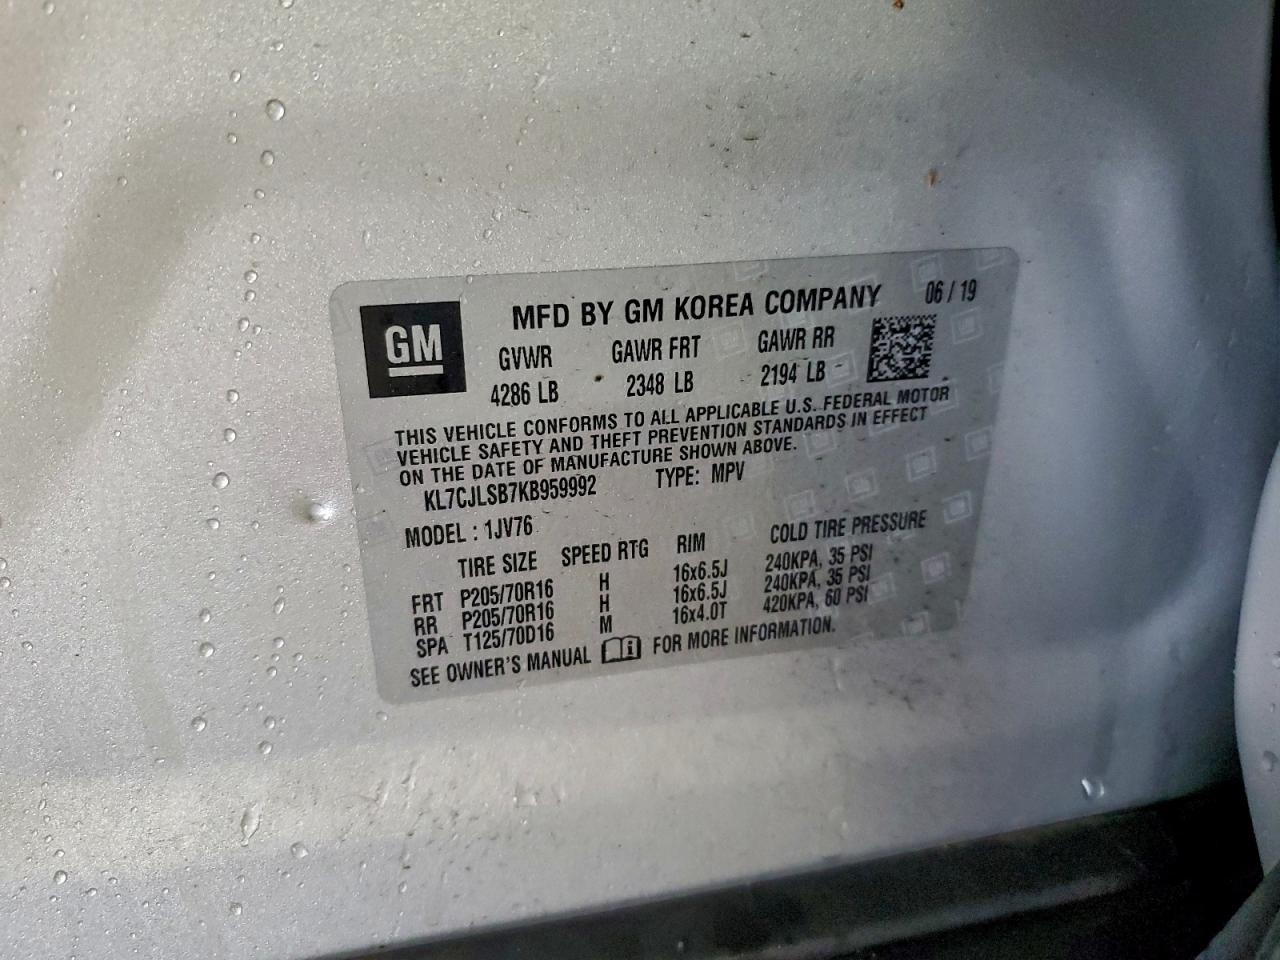 GM
MFD BY GM KOREA COMPANY 06 / 19
GVWR GAWR FRT GAWR RR
4286 LB 2348 LB 2194 LB
THIS VEHICLE CONFORMS TO ALL APPLICABLE U.S. FEDERAL MOTOR
VEHICLE SAFETY AND THEFT PREVENTION STANDARDS IN EFFECT
ON THE DATE OF MANUFACTURE SHOWN ABOVE.
KL7CJLSB7KB959992 TYPE: MPV
MODEL : 1JV76
TIRE SIZE SPEED RTG RIM COLD TIRE PRESSURE
FRT P205/70R16 H 16x6.5J 240KPA, 35 PSI
RR P205/70R16 H 16x6.5J 240KPA, 35 PSI
SPA T125/70D16 M 16x4.0T 420KPA, 60 PSI
SEE OWNER'S MANUAL FOR MORE INFORMATION.